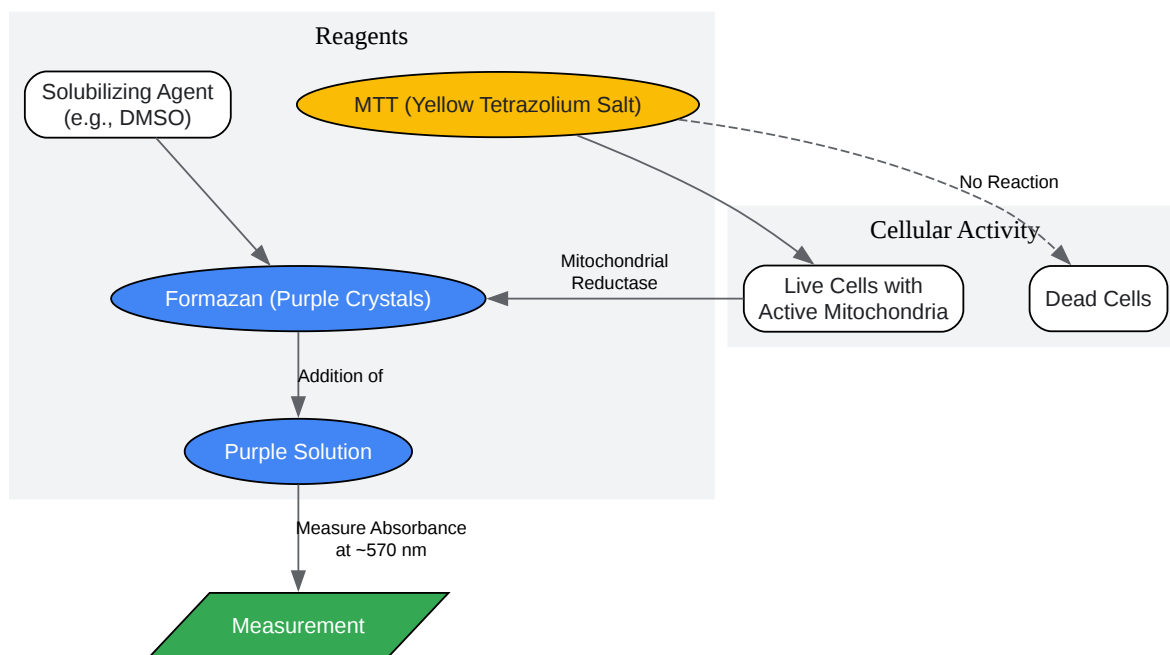 Reagents
Solubilizing Agent
(e.g., DMSO)
MTT (Yellow Tetrazolium Salt)
No Reaction
Cellular Activity
Mitochondrial
Reductase
Live Cells with
Active Mitochondria
Dead Cells
Formazan (Purple Crystals)
Addition of
Purple Solution
Measure Absorbance
at ~570 nm
Measurement